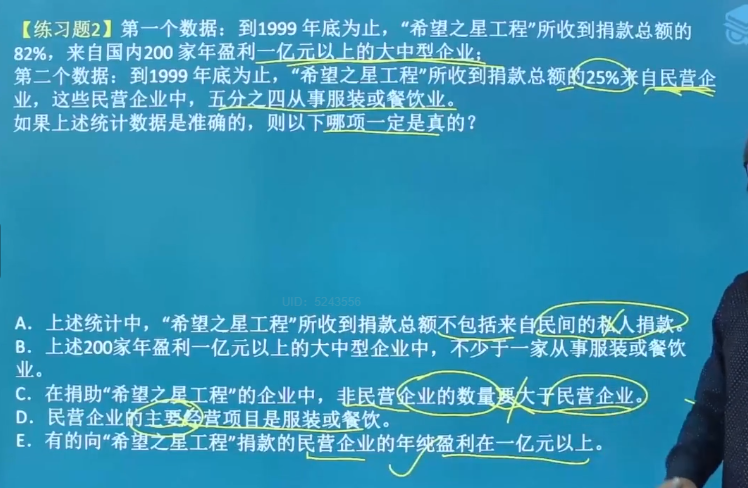 【练习题2】第一个数据：到1999 年底为止，“希望之星工程”所收到捐款总额的
82%，来自国内200 家年盈利一亿元以上的大中型企业；
第二个数据：到1999 年底为止，“希望之星工程”所收到捐款总额的25%来自民营企
业，这些民营企业中，五分之四从事服装或餐饮业。
如果上述统计数据是准确的，则以下哪项一定是真的？
UID: 5243556
A．上述统计中，“希望之星工程”所收到捐款总额不包括来自民间的私人捐款。
B．上述200家年盈利一亿元以上的大中型企业中，不少于一家从事服装或餐饮
业。
C．在捐助“希望之星工程”的企业中，非民营企业的数量要大于民营企业。
D．民营企业的主要经营项目是服装或餐饮。
E．有的向“希望之星工程”捐款的民营企业的年纯盈利在一亿元以上。